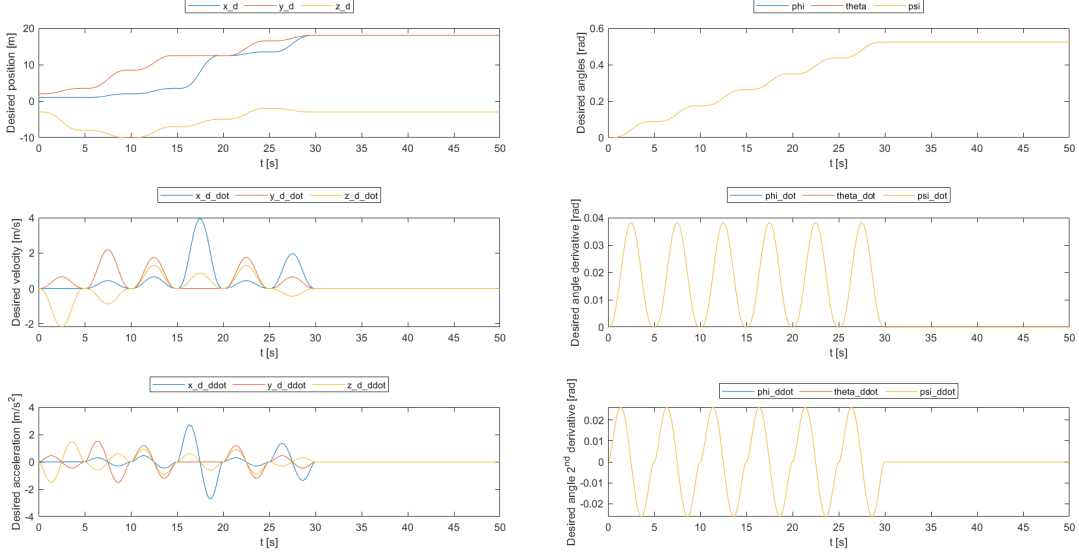 x_d y_d z_d
Desired position [m]
20
10
0
-10
0 5 10 15 20 25 30 35 40 45 50
t [s]
phi theta psi
Desired angles [rad]
0.6
0.4
0.2
0
0 5 10 15 20 25 30 35 40 45 50
t [s]
x_d_dot y_d_dot z_d_dot
Desired velocity [m/s]
4
2
0
-2
0 5 10 15 20 25 30 35 40 45 50
t [s]
phi_dot theta_dot psi_dot
Desired angle derivative [rad]
0.04
0.03
0.02
0.01
0
0 5 10 15 20 25 30 35 40 45 50
t [s]
x_d_ddot y_d_ddot z_d_ddot
Desired acceleration [m/s²]
4
2
0
-2
-4
0 5 10 15 20 25 30 35 40 45 50
t [s]
phi_ddot theta_ddot psi_ddot
Desired angle 2ⁿᵈ derivative [rad]
0.02
0.01
0
-0.01
-0.02
0 5 10 15 20 25 30 35 40 45 50
t [s]